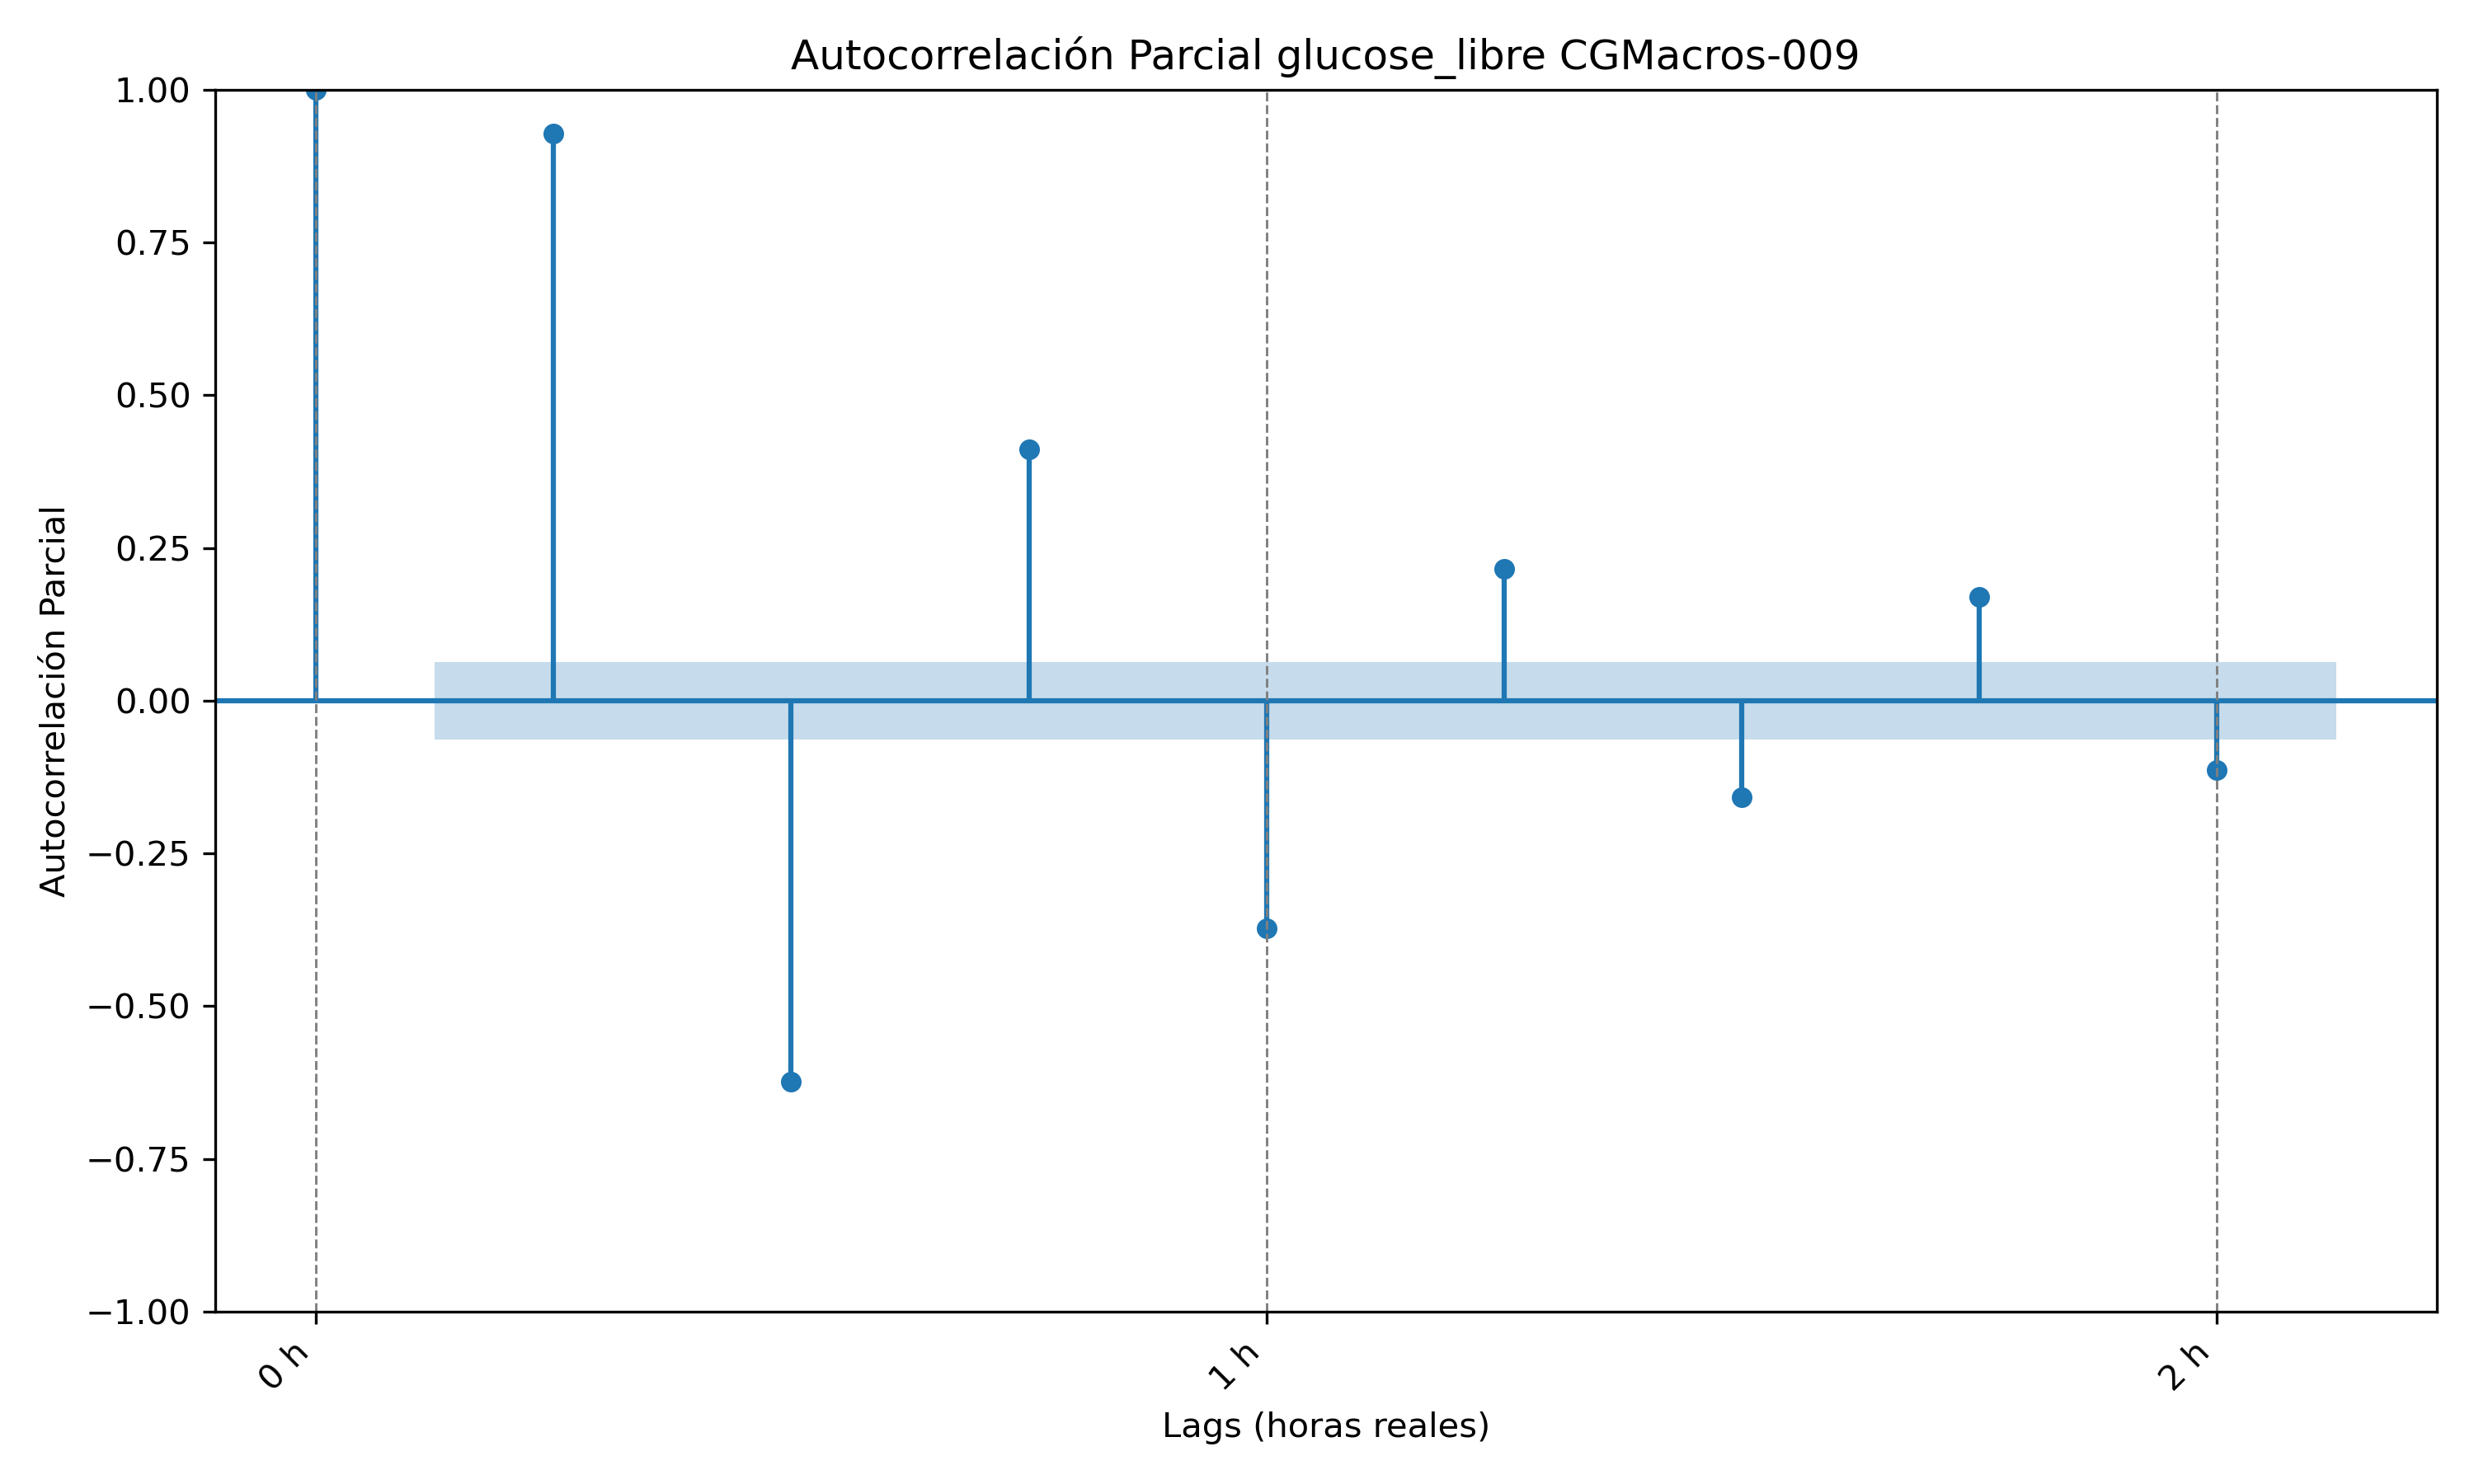 Autocorrelación Parcial glucose_libre CGMacros-009
1.00
0.75
0.50
0.25
0.00
−0.25
−0.50
−0.75
−1.00
Autocorrelación Parcial
0 h
1 h
2 h
Lags (horas reales)